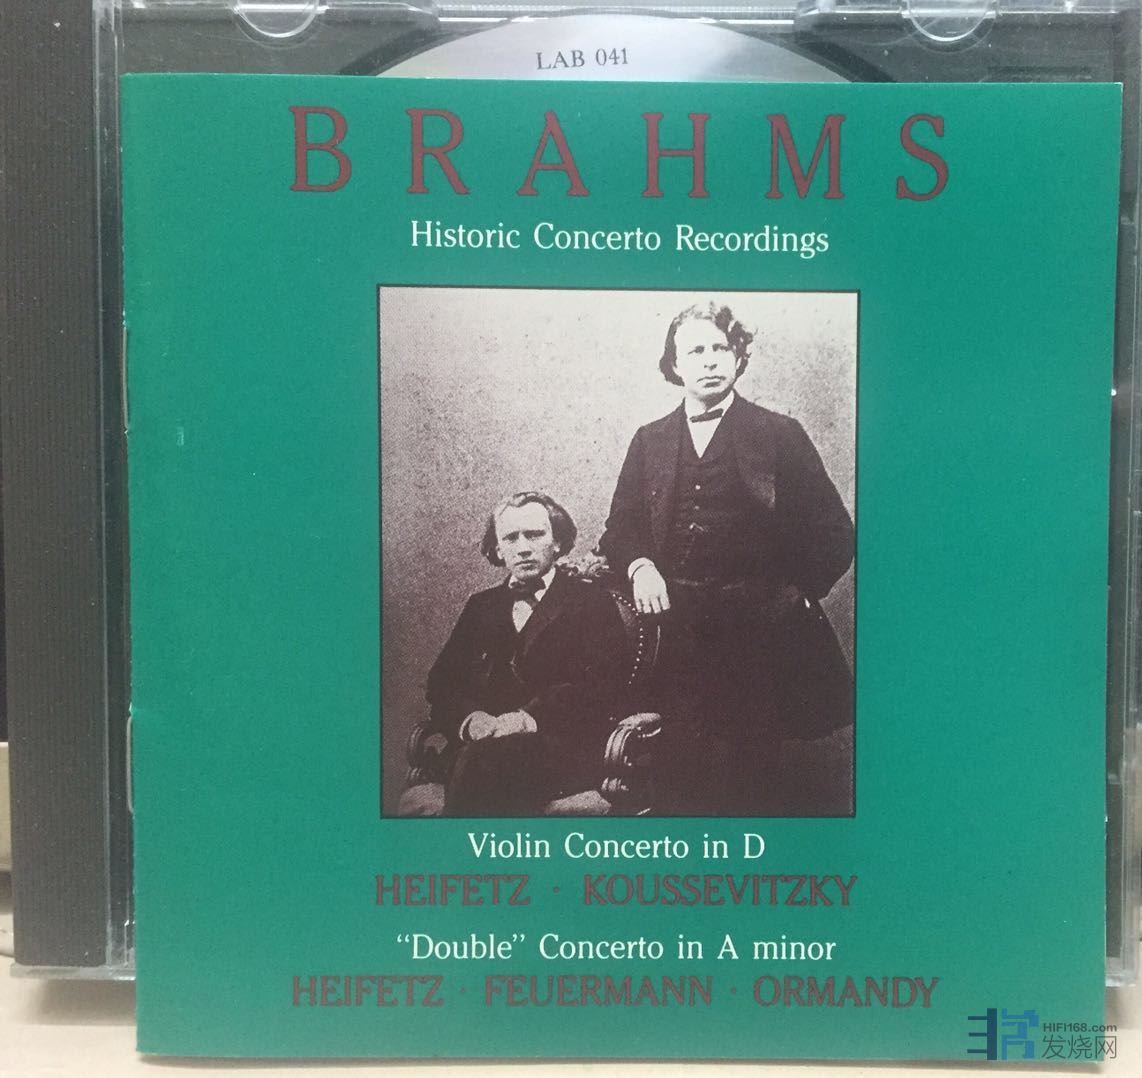 LAB 041
BRAHMS
Historic Concerto Recordings
Violin Concerto in D
HEIFETZ · KOUSSEVITZKY
“Double” Concerto in A minor
HEIFETZ · FEUERMANN · ORMANDY
HIFI168.com
发烧网